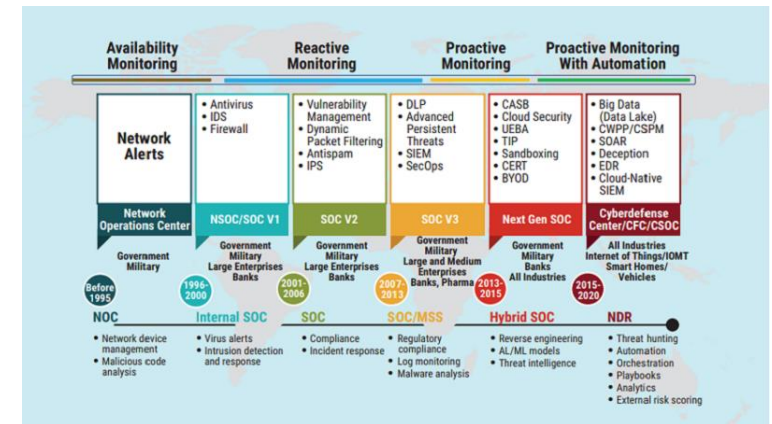 Availability
Monitoring
Reactive
Monitoring
Proactive
Monitoring
Proactive Monitoring
With Automation
Network
Alerts
• Antivirus
• IDS
• Firewall
• Vulnerability
Management
• Dynamic
Packet Filtering
• Antispam
• IPS
• DLP
• Advanced
Persistent
Threats
• SIEM
• SecOps
• CASB
• Cloud Security
• UEBA
• TIP
• Sandboxing
• CERT
• BYOD
• Big Data
(Data Lake)
• CWPP/CSPM
• SOAR
• Deception
• EDR
• Cloud-Native
SIEM
Network
Operations Center
NSOC/SOC V1
SOC V2
SOC V3
Next Gen SOC
Cyberdefense
Center/CFC/CSOC
Government
Military
Government
Military
Large Enterprises
Banks
Government
Military
Large Enterprises
Banks
Government
Military
Large and Medium
Enterprises
Banks, Pharma
Government
Military
Banks
All Industries
All Industries
Internet of Things/IOMT
Smart Homes/
Vehicles
Before
1995
1996-
2000
2001-
2006
2007-
2013
2013-
2015
2015-
2020
NOC
Internal SOC
SOC
SOC/MSS
Hybrid SOC
NDR
• Network device
management
• Malicious code
analysis
• Virus alerts
• Intrusion detection
and response
• Compliance
• Incident response
• Regulatory
compliance
• Log monitoring
• Malware analysis
• Reverse engineering
• AL/ML models
• Threat intelligence
• Threat hunting
• Automation
• Orchestration
• Playbooks
• Analytics
• External risk scoring